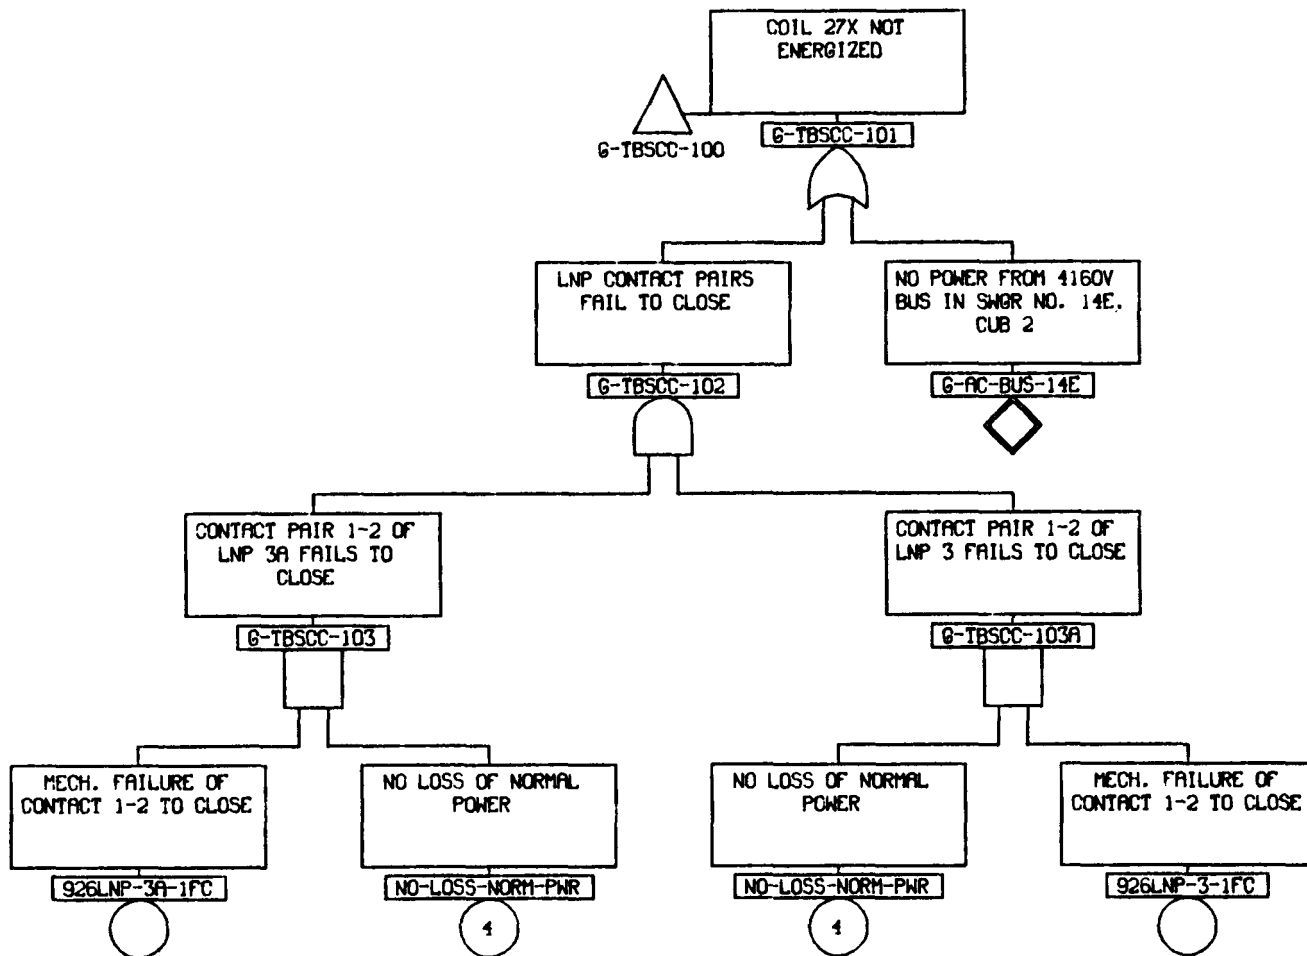 COIL 27X NOT
ENERGIZED
G-TBSCC-100
G-TBSCC-101
LNP CONTACT PAIRS
FAIL TO CLOSE
G-TBSCC-102
NO POWER FROM 4160V
BUS IN SWGR NO. 14E.
CUB 2
G-AC-BUS-14E
CONTACT PAIR 1-2 OF
LNP 3A FAILS TO
CLOSE
G-TBSCC-103
CONTACT PAIR 1-2 OF
LNP 3 FAILS TO CLOSE
G-TBSCC-103A
MECH. FAILURE OF
CONTACT 1-2 TO CLOSE
926LNP-3A-1FC
NO LOSS OF NORMAL
POWER
NO-LOSS-NORM-PWR
4
NO LOSS OF NORMAL
POWER
NO-LOSS-NORM-PWR
4
MECH. FAILURE OF
CONTACT 1-2 TO CLOSE
926LNP-3-1FC